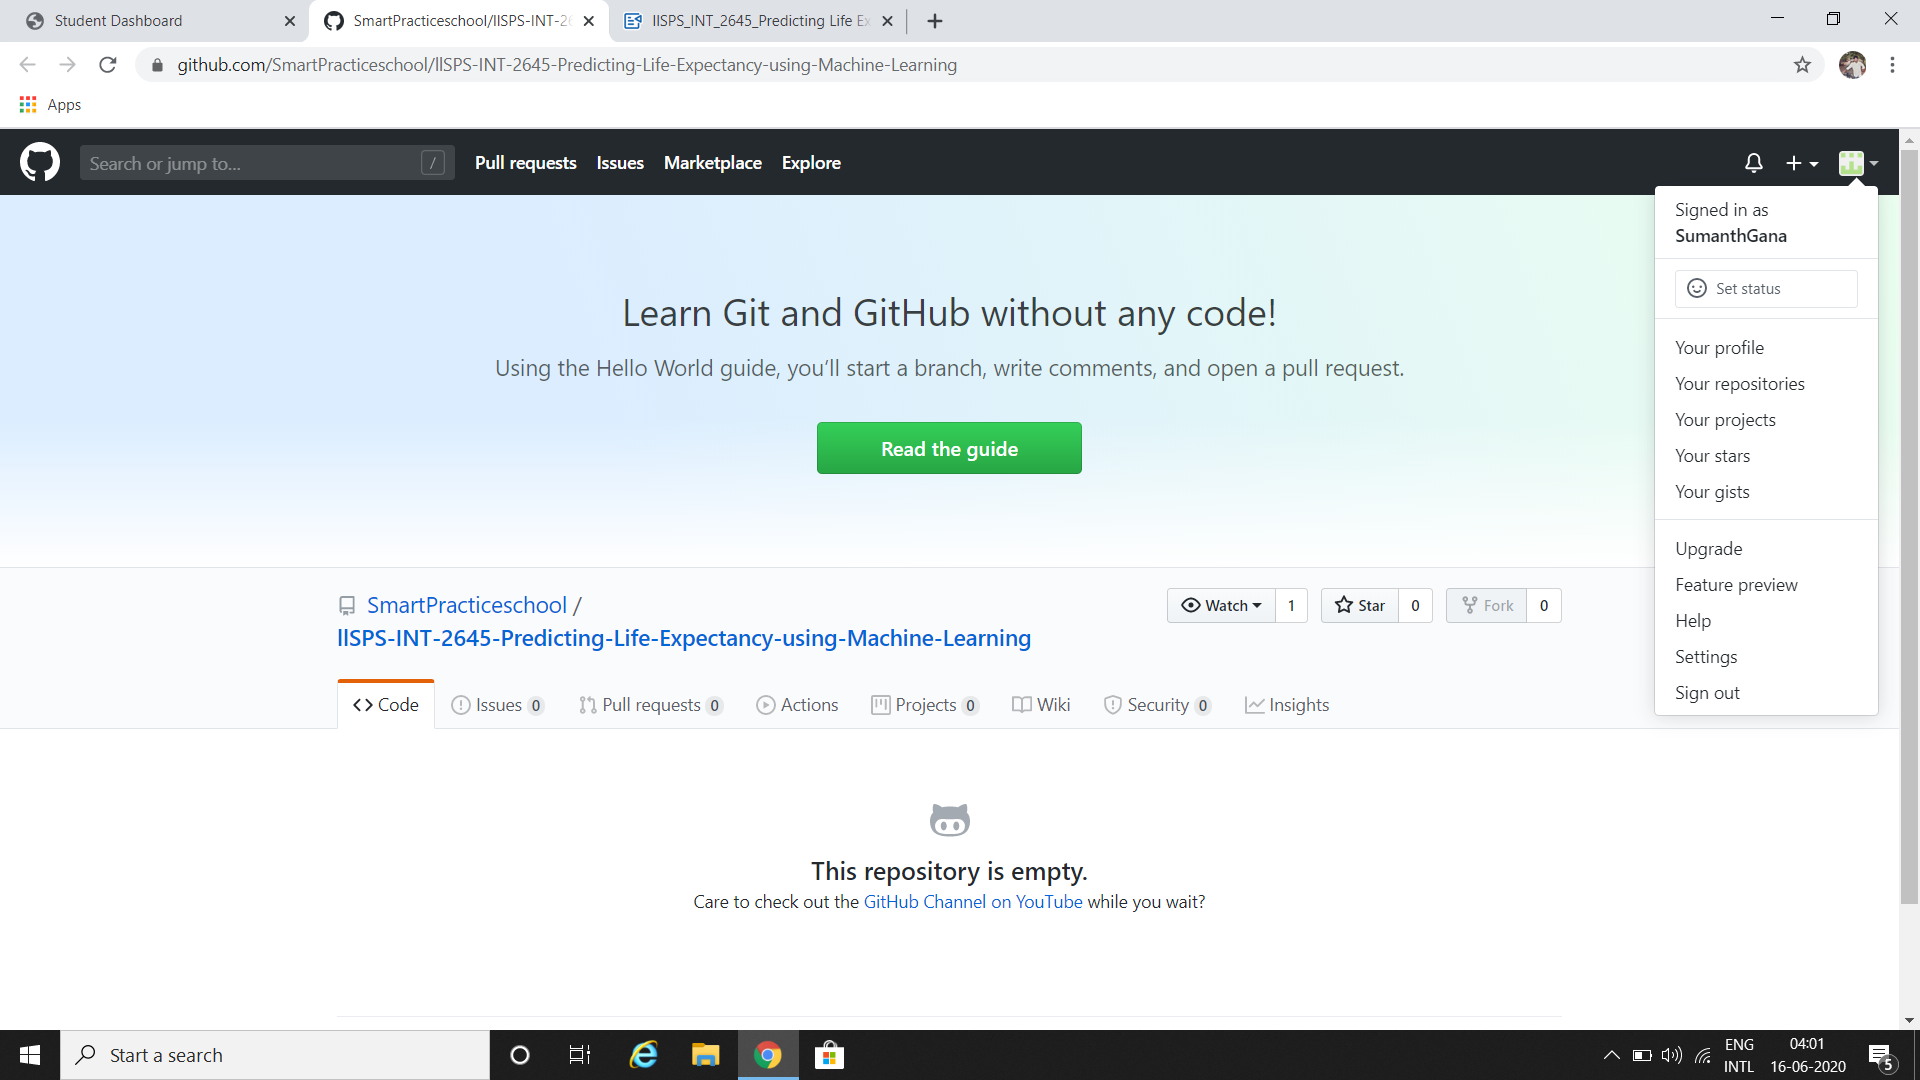 Student Dashboard
SmartPracticeschool/llSPS-INT-26
llSPS_INT_2645_Predicting Life Ex
github.com/SmartPracticeschool/llSPS-INT-2645-Predicting-Life-Expectancy-using-Machine-Learning
Apps
Search or jump to...
/
Pull requests
Issues
Marketplace
Explore
Signed in as
SumanthGana
Set status
Your profile
Your repositories
Your projects
Your stars
Your gists
Upgrade
Feature preview
Help
Settings
Sign out
Learn Git and GitHub without any code!
Using the Hello World guide, you’ll start a branch, write comments, and open a pull request.
Read the guide
SmartPracticeschool /
llSPS-INT-2645-Predicting-Life-Expectancy-using-Machine-Learning
Watch 1
Star 0
Fork 0
Code
Issues 0
Pull requests 0
Actions
Projects 0
Wiki
Security 0
Insights
This repository is empty.
Care to check out the GitHub Channel on YouTube while you wait?
Start a search
ENG
INTL
04:01
16-06-2020
5